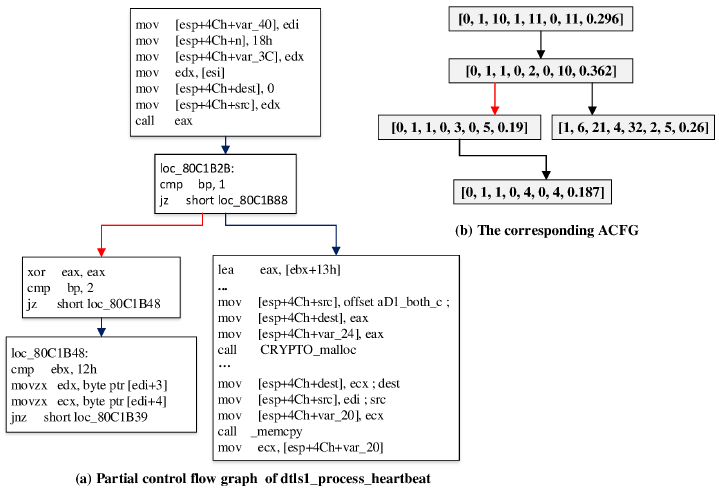 mov [esp+4Ch+var_40], edi
mov [esp+4Ch+n], 18h
mov [esp+4Ch+var_3C], edx
mov edx, [esi]
mov [esp+4Ch+dest], 0
mov [esp+4Ch+src], edx
call eax
loc_80C1B2B:
cmp bp, 1
jz short loc_80C1B88
xor eax, eax
cmp bp, 2
jz short loc_80C1B48
loc_80C1B48:
cmp ebx, 12h
movzx edx, byte ptr [edi+3]
movzx ecx, byte ptr [edi+4]
jnz short loc_80C1B39
lea eax, [ebx+13h]
...
mov [esp+4Ch+src], offset aD1_both_c ;
mov [esp+4Ch+dest], eax
mov [esp+4Ch+var_24], eax
call CRYPTO_malloc
...
mov [esp+4Ch+dest], ecx ; dest
mov [esp+4Ch+src], edi ; src
mov [esp+4Ch+var_20], ecx
call _memcpy
mov ecx, [esp+4Ch+var_20]
(a) Partial control flow graph of dtls1_process_heartbeat
[0, 1, 10, 1, 11, 0, 11, 0.296]
[0, 1, 1, 0, 2, 0, 10, 0.362]
[0, 1, 1, 0, 3, 0, 5, 0.19]
[1, 6, 21, 4, 32, 2, 5, 0.26]
[0, 1, 1, 0, 4, 0, 4, 0.187]
(b) The corresponding ACFG